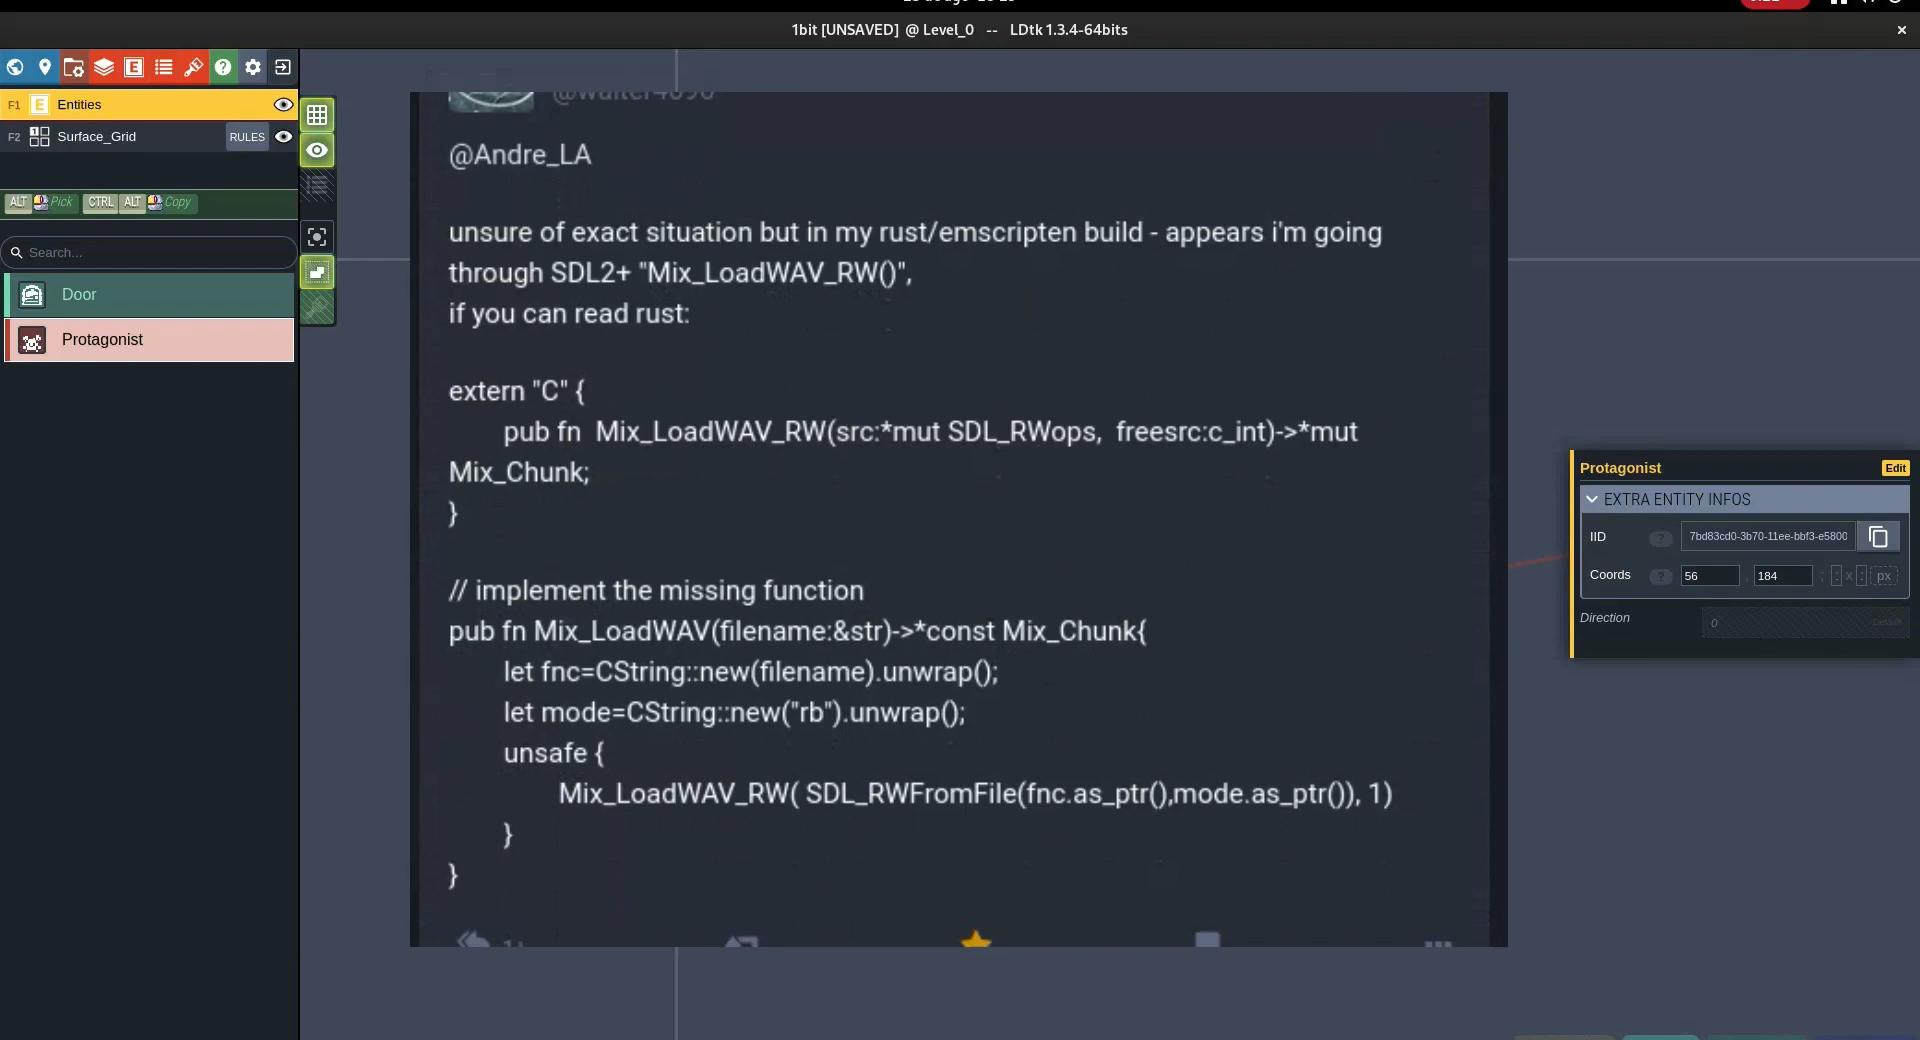 1bit [UNSAVED] @ Level_0 -- LDtk 1.3.4-64bits
F1 E Entities
F2 Surface_Grid RULES
ALT Pick CTRL ALT Copy
Search...
Door
Protagonist
@Andre_LA
unsure of exact situation but in my rust/emscripten build - appears i'm going
through SDL2+ "Mix_LoadWAV_RW()",
if you can read rust:
extern "C" {
pub fn Mix_LoadWAV_RW(src:*mut SDL_RWops, freesrc:c_int)->*mut
Mix_Chunk;
}
// implement the missing function
pub fn Mix_LoadWAV(filename:&str)->*const Mix_Chunk{
let fnc=CString::new(filename).unwrap();
let mode=CString::new("rb").unwrap();
unsafe {
Mix_LoadWAV_RW( SDL_RWFromFile(fnc.as_ptr(),mode.as_ptr()), 1)
}
}
Protagonist Edit
EXTRA ENTITY INFOS
IID ? 7bd83cd0-3b70-11ee-bbf3-e5800
Coords ? 56 , 184 px
Direction 0 Default